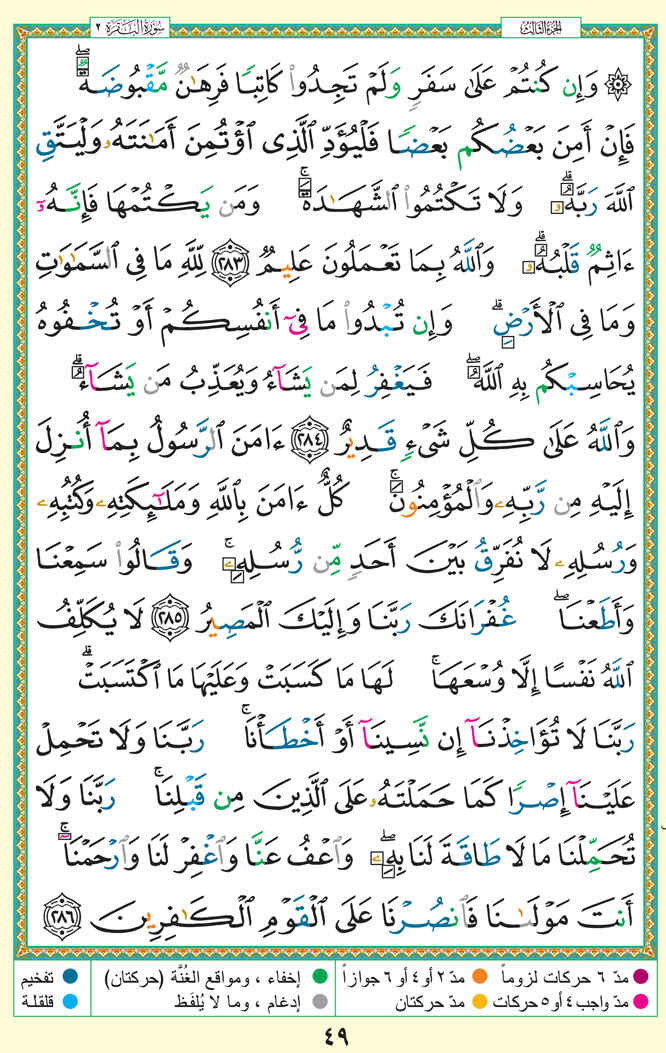 سُورَةُ البَقَرَة ٢
الجزء الثالث
۞ وَإِن كُنتُمْ عَلَىٰ سَفَرٍ وَلَمْ تَجِدُوا۟ كَاتِبًا فَرِهَـٰنٌ مَّقْبُوضَةٌ ۖ
فَإِنْ أَمِنَ بَعْضُكُم بَعْضًا فَلْيُؤَدِّ ٱلَّذِى ٱؤْتُمِنَ أَمَـٰنَتَهُۥ وَلْيَتَّقِ
ٱللَّهَ رَبَّهُۥ ۗ وَلَا تَكْتُمُوا۟ ٱلشَّهَـٰدَةَ ۚ وَمَن يَكْتُمْهَا فَإِنَّهُۥٓ
ءَاثِمٌ قَلْبُهُۥ ۗ وَٱللَّهُ بِمَا تَعْمَلُونَ عَلِيمٌ ﴿٢٨٣﴾ لِّلَّهِ مَا فِى ٱلسَّمَـٰوَٰتِ
وَمَا فِى ٱلْأَرْضِ ۗ وَإِن تُبْدُوا۟ مَا فِىٓ أَنفُسِكُمْ أَوْ تُخْفُوهُ
يُحَاسِبْكُم بِهِ ٱللَّهُ ۖ فَيَغْفِرُ لِمَن يَشَآءُ وَيُعَذِّبُ مَن يَشَآءُ ۗ
وَٱللَّهُ عَلَىٰ كُلِّ شَىْءٍ قَدِيرٌ ﴿٢٨٤﴾ ءَامَنَ ٱلرَّسُولُ بِمَآ أُنزِلَ
إِلَيْهِ مِن رَّبِّهِۦ وَٱلْمُؤْمِنُونَ ۚ كُلٌّ ءَامَنَ بِٱللَّهِ وَمَلَـٰٓئِكَتِهِۦ وَكُتُبِهِۦ
وَرُسُلِهِۦ لَا نُفَرِّقُ بَيْنَ أَحَدٍ مِّن رُّسُلِهِۦ ۚ وَقَالُوا۟ سَمِعْنَا
وَأَطَعْنَا ۖ غُفْرَانَكَ رَبَّنَا وَإِلَيْكَ ٱلْمَصِيرُ ﴿٢٨٥﴾ لَا يُكَلِّفُ
ٱللَّهُ نَفْسًا إِلَّا وُسْعَهَا ۚ لَهَا مَا كَسَبَتْ وَعَلَيْهَا مَا ٱكْتَسَبَتْ ۗ
رَبَّنَا لَا تُؤَاخِذْنَآ إِن نَّسِينَآ أَوْ أَخْطَأْنَا ۚ رَبَّنَا وَلَا تَحْمِلْ
عَلَيْنَآ إِصْرًا كَمَا حَمَلْتَهُۥ عَلَى ٱلَّذِينَ مِن قَبْلِنَا ۚ رَبَّنَا وَلَا
تُحَمِّلْنَا مَا لَا طَاقَةَ لَنَا بِهِۦ ۖ وَٱعْفُ عَنَّا وَٱغْفِرْ لَنَا وَٱرْحَمْنَآ ۚ
أَنتَ مَوْلَىٰنَا فَٱنصُرْنَا عَلَى ٱلْقَوْمِ ٱلْكَـٰفِرِينَ ﴿٢٨٦﴾
مدّ ٦ حركات لزوماً مدّ ٢ أو ٤ أو ٦ جوازاً إخفاء ، ومواقع الغُنَّة (حركتان) تفخيم
مدّ واجب ٤ أو ٥ حركات مدّ حركتان إدغام ، وما لا يُلفَظ قلقلة
٤٩